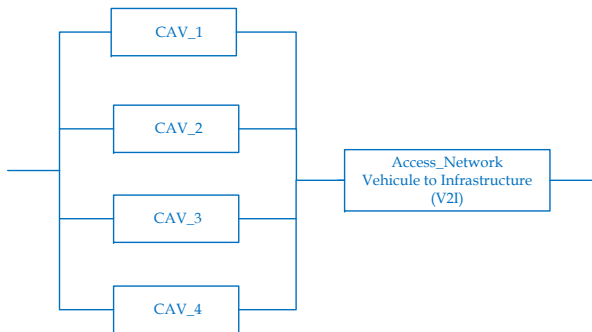 CAV_1
CAV_2
CAV_3
CAV_4
Access_Network
Vehicule to Infrastructure
(V2I)